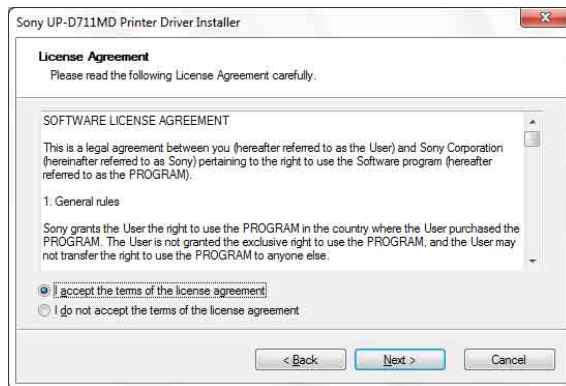 Sony UP-D711MD Printer Driver Installer
License Agreement
Please read the following License Agreement carefully.
SOFTWARE LICENSE AGREEMENT
This is a legal agreement between you (hereafter referred to as the User) and Sony Corporation
(hereinafter referred to as Sony) pertaining to the right to use the Software program (hereafter
referred to as the PROGRAM).
1. General rules
Sony grants the User the right to use the PROGRAM in the country where the User purchased the
PROGRAM. The User is not granted the exclusive right to use the PROGRAM, and the User may
not transfer the right to use the PROGRAM to anyone else.
I accept the terms of the license agreement
I do not accept the terms of the license agreement
< Back Next > Cancel